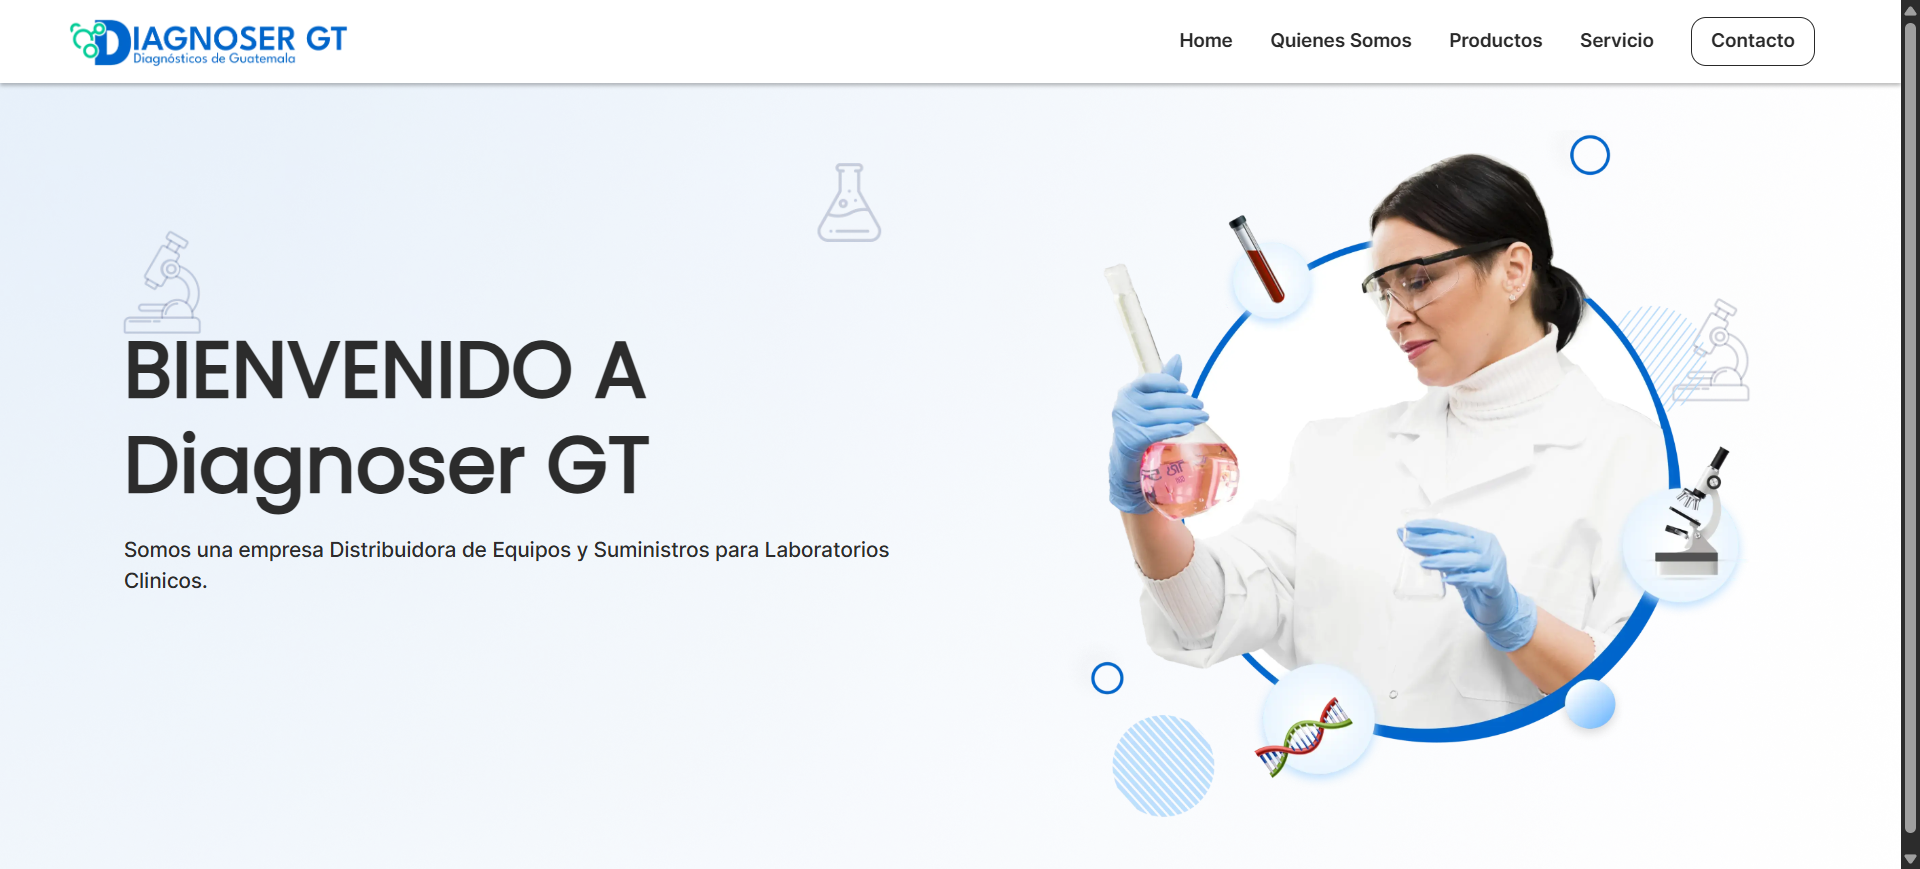 DIAGNOSER GT
Diagnósticos de Guatemala
Home
Quienes Somos
Productos
Servicio
Contacto
BIENVENIDO A
Diagnoser GT
Somos una empresa Distribuidora de Equipos y Suministros para Laboratorios
Clinicos.